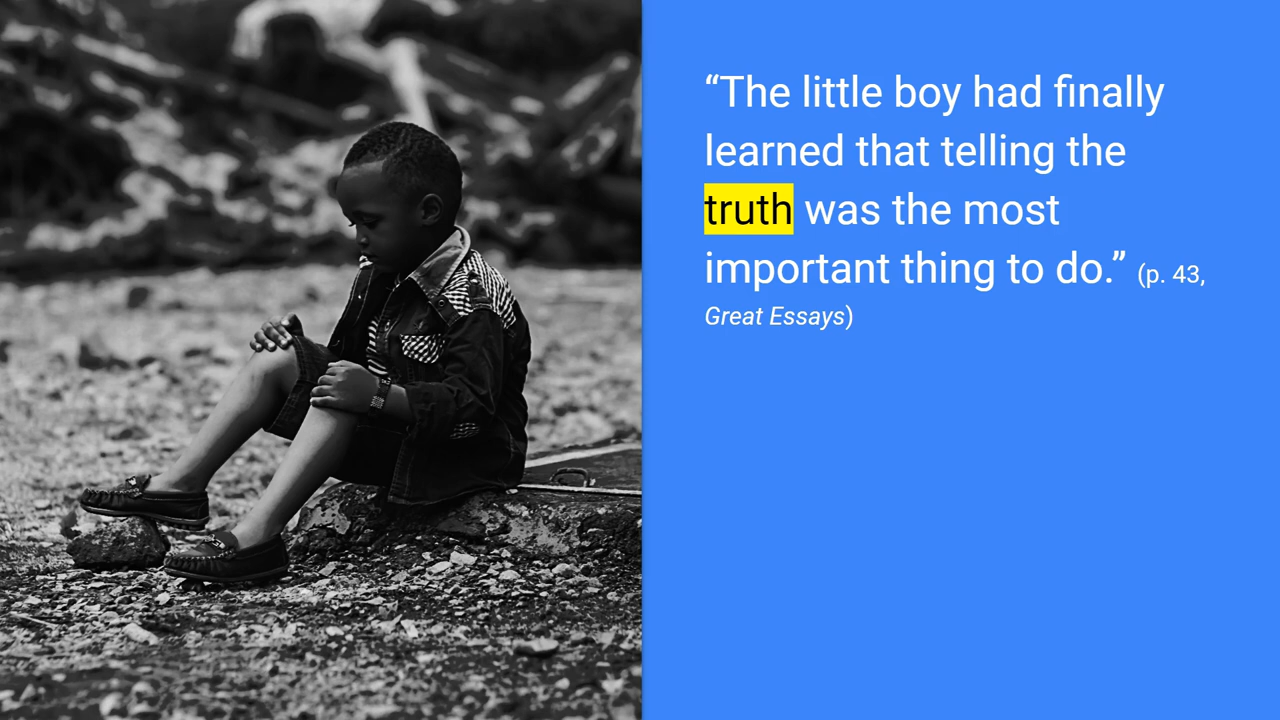 “The little boy had finally
learned that telling the
truth was the most
important thing to do.” (p. 43,
Great Essays)